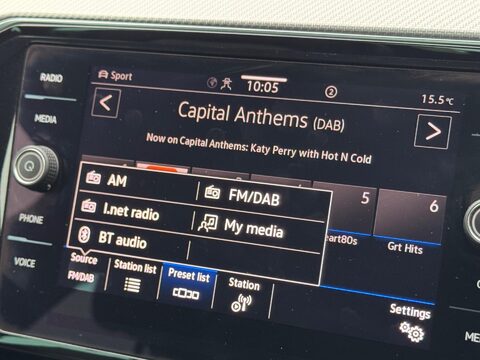 RADIO
Sport
10:05
2
15.5°C
MEDIA
< Capital Anthems (DAB) >
Now on Capital Anthems: Katy Perry with Hot N Cold
AM
FM/DAB
5
6
I.net radio
My media
eart80s
Grt Hits
PHONE
BT audio
VOICE
Source
FM/DAB
Station list
Preset list
Station
Settings